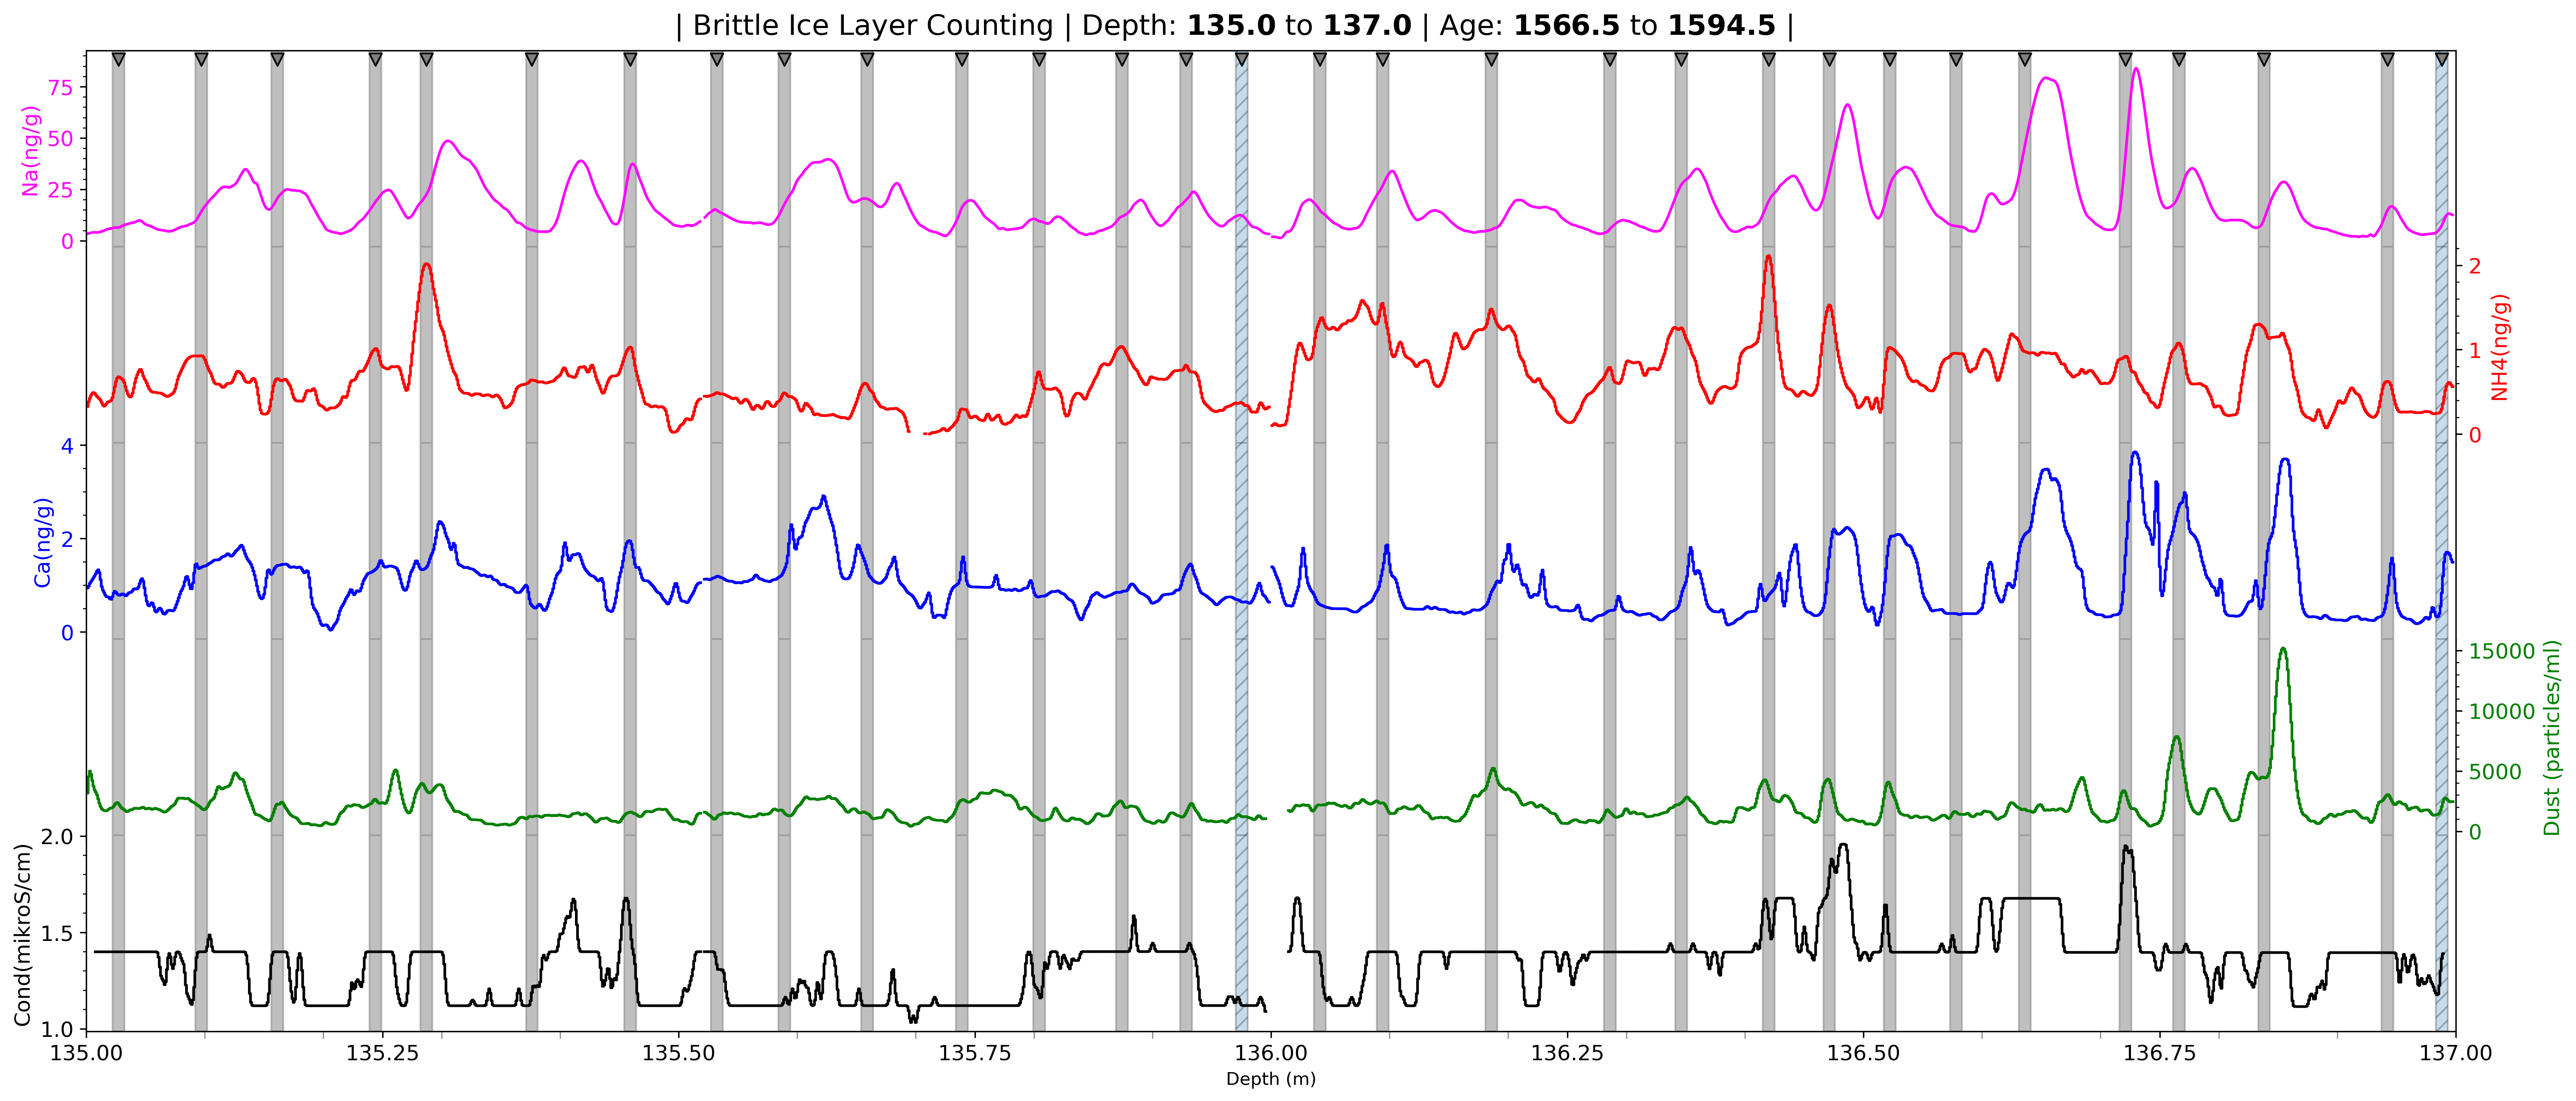 | Brittle Ice Layer Counting | Depth: 135.0 to 137.0 | Age: 1566.5 to 1594.5 |
Na(ng/g)
75
50
25
0
2
1
0
NH4(ng/g)
Ca(ng/g)
4
2
0
15000
10000
5000
0
Dust (particles/ml)
Cond(mikroS/cm)
2.0
1.5
1.0
135.00 135.25 135.50 135.75 136.00 136.25 136.50 136.75 137.00
Depth (m)